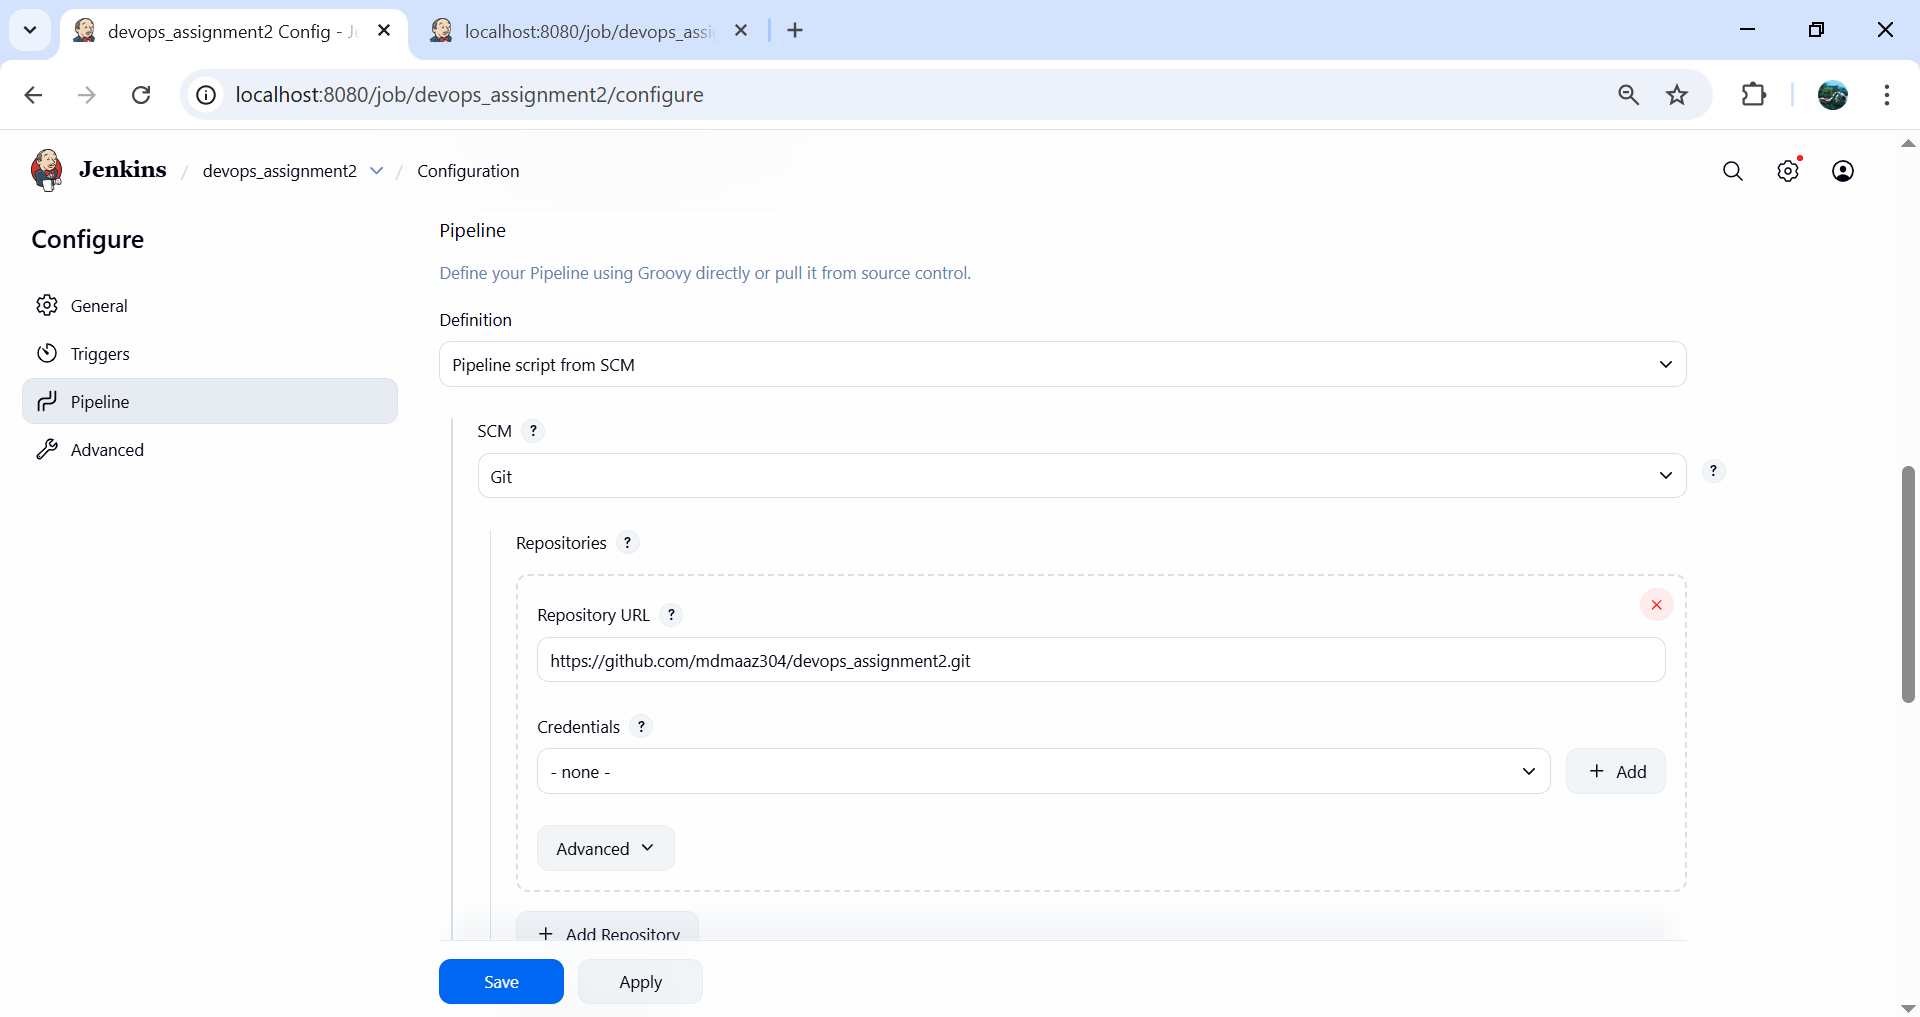 devops_assignment2 Config - Je
localhost:8080/job/devops_assi
localhost:8080/job/devops_assignment2/configure
Jenkins / devops_assignment2 / Configuration
Configure
General
Triggers
Pipeline
Advanced
Pipeline
Define your Pipeline using Groovy directly or pull it from source control.
Definition
Pipeline script from SCM
SCM ?
Git
?
Repositories ?
Repository URL ?
https://github.com/mdmaaz304/devops_assignment2.git
Credentials ?
- none -
+ Add
Advanced
+ Add Repository
Save
Apply